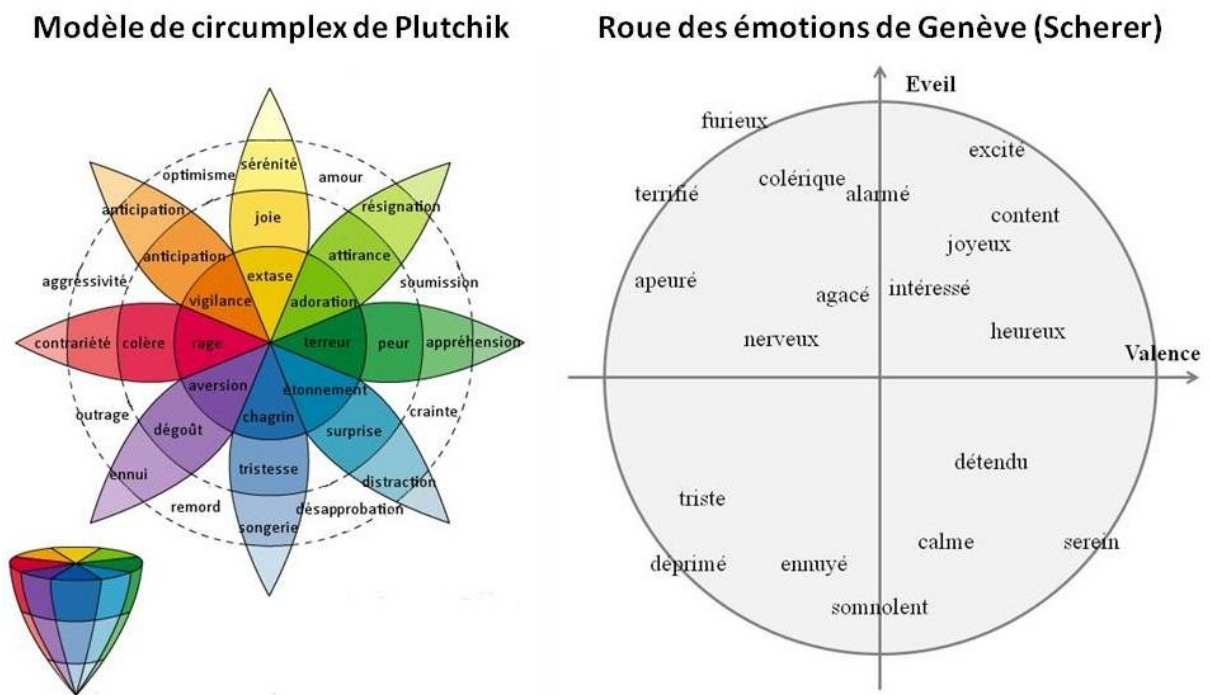 Modèle de circumplex de Plutchik
sérénité
optimisme
amour
anticipation
résignation
joie
anticipation
attirance
aggréssivité
extase
soumission
vigilance
adoration
contrariété
colère
rage
terreur
peur
appréhension
aversion
étonnement
outrage
crainte
chagrin
dégoût
surprise
ennui
tristesse
distraction
remord
désapprobation
songerie
Roue des émotions de Genève (Scherer)
Eveil
furieux
excité
colérique
terrifié
alarmé
content
joyeux
apeuré
agacé
intéressé
nerveux
heureux
Valence
détendu
triste
calme
serein
deprimé
ennuyé
somnolent